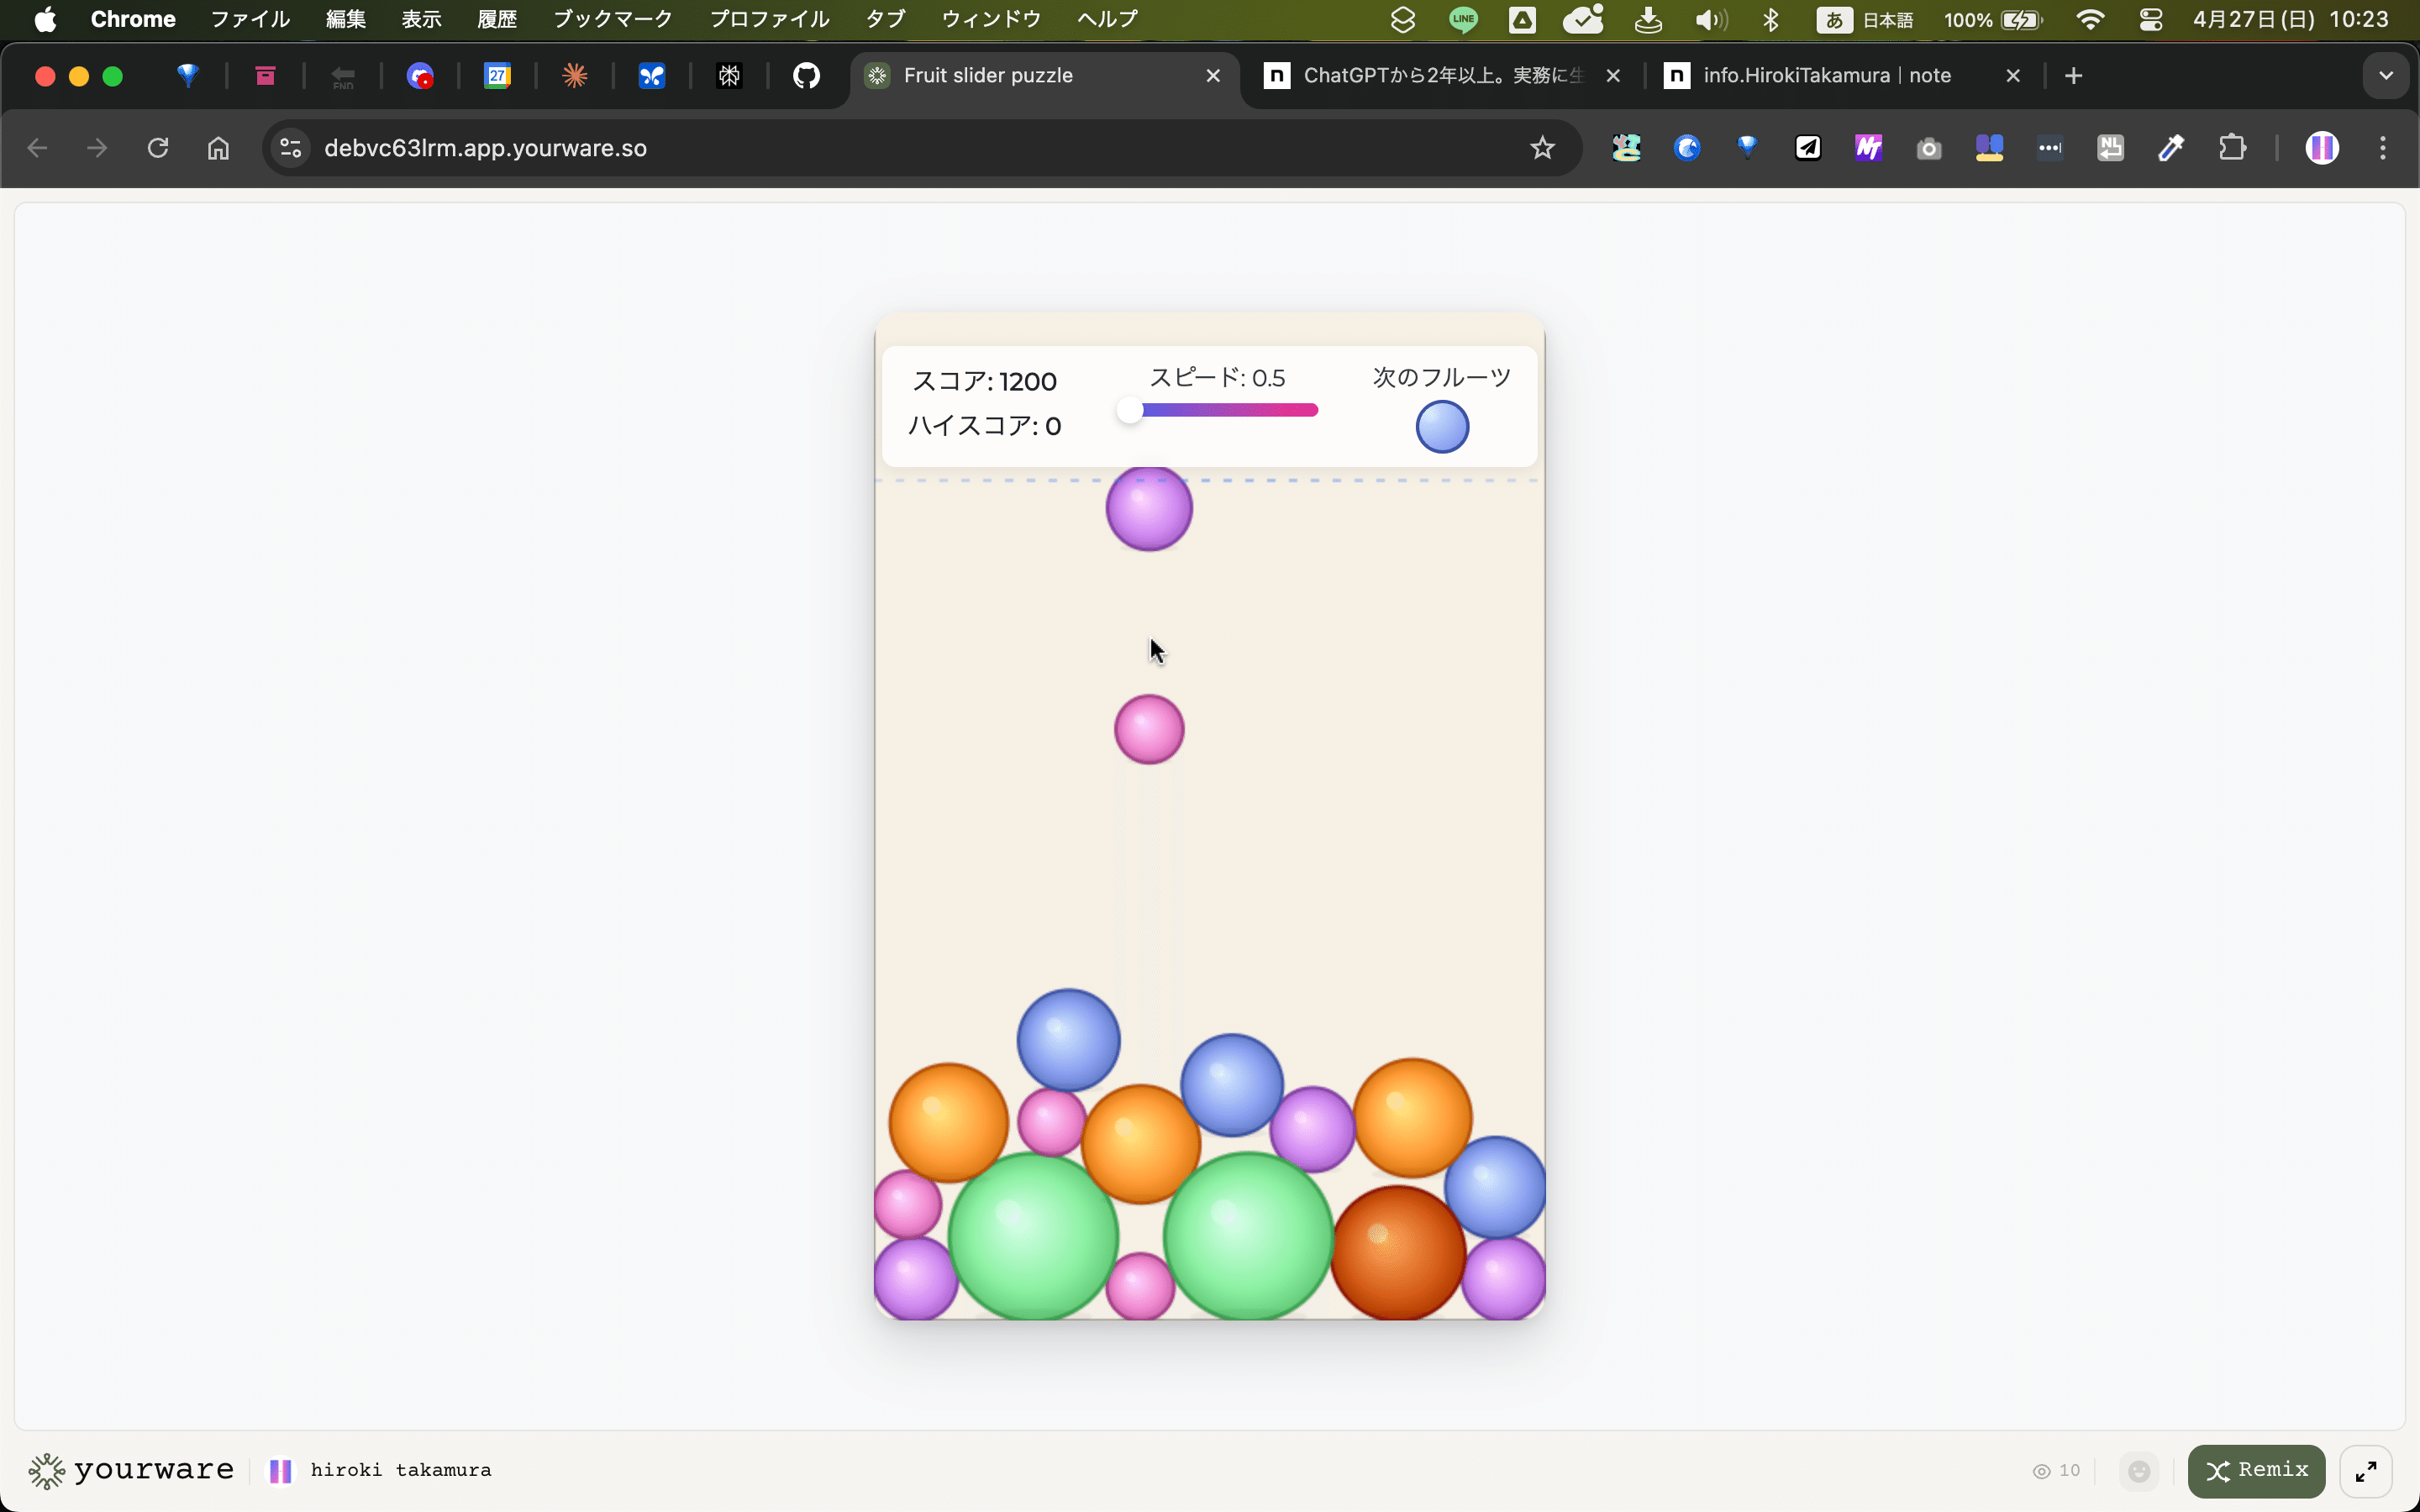 Chrome ファイル 編集 表示 履歴 ブックマーク プロファイル タブ ウィンドウ ヘルプ LINE あ 日本語 100% 4月27日(日) 10:23
END 27 Fruit slider puzzle n ChatGPTから2年以上。実務に生 n info.HirokiTakamura | note
debvc63lrm.app.yourware.so NL
スコア: 1200
ハイスコア: 0
スピード: 0.5
次のフルーツ
yourware hiroki takamura 10 Remix